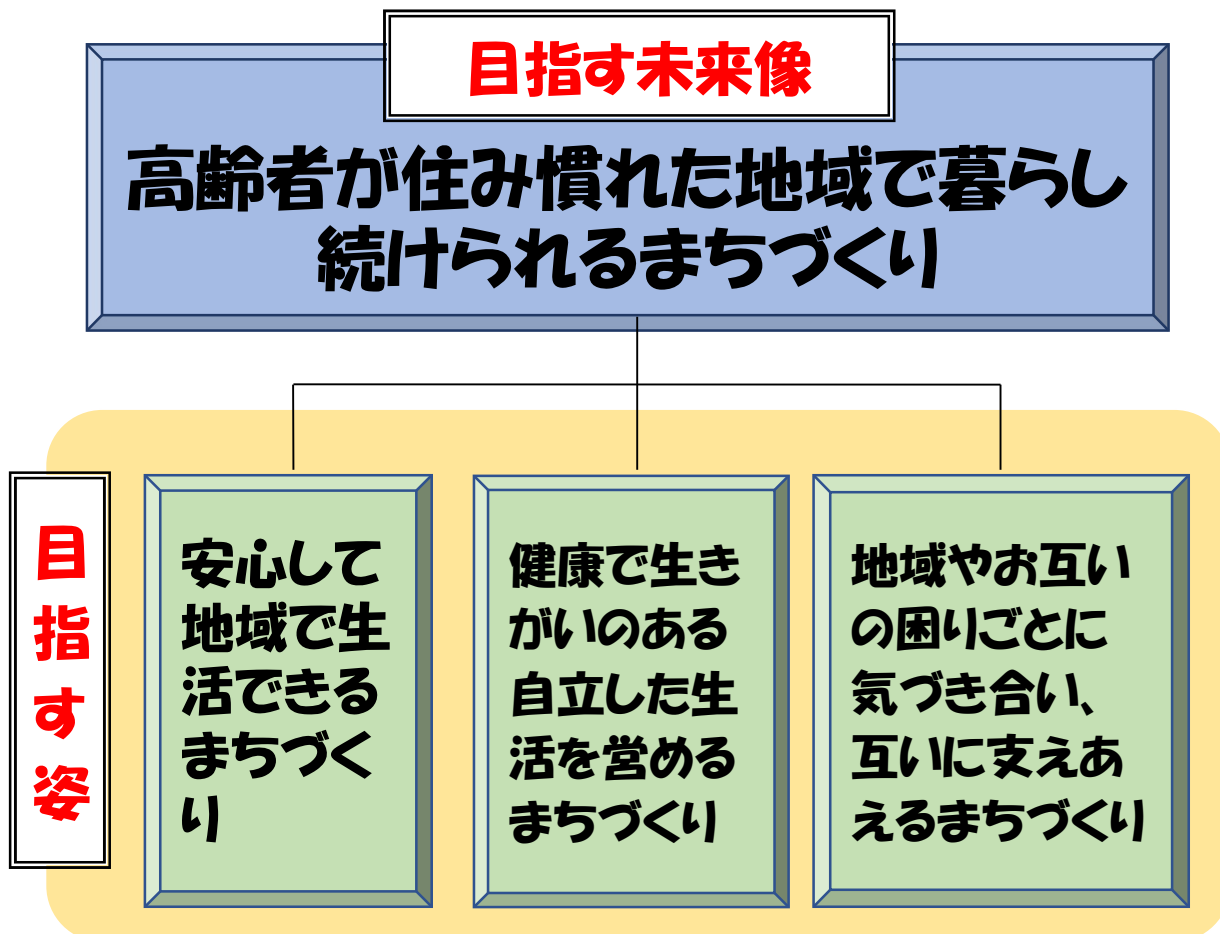 目指す未来像
高齢者が住み慣れた地域で暮らし
続けられるまちづくり
目指す姿
安心して
地域で生
活できる
まちづく
り
健康で生き
がいのある
自立した生
活を営める
まちづくり
地域やお互い
の困りごとに
気づき合い、
互いに支えあ
えるまちづくり